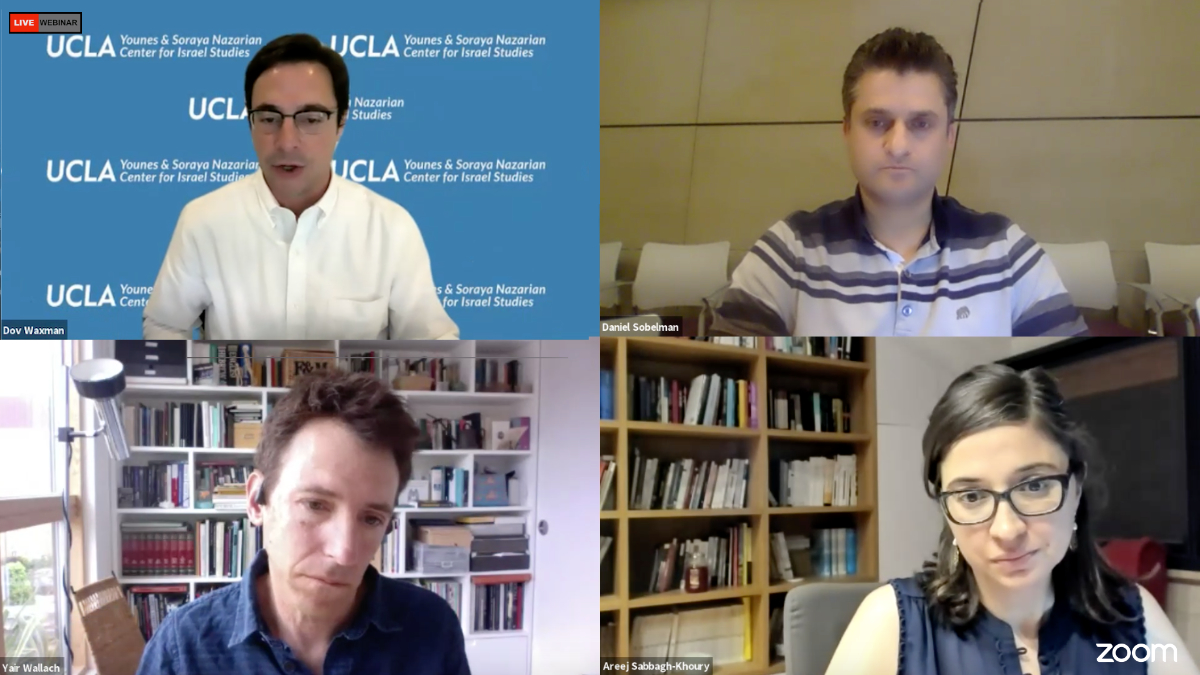 LIVE WEBINAR
UCLA Younes & Soraya Nazarian
Center for Israel Studies
UCLA Younes & Soraya Nazarian
Center for Israel Studies
UCLA Nazarian
Studies
UCLA Younes & Soraya Nazarian
Center for Israel Studies
UCLA Younes & Soraya Nazarian
Center for Israel Studies
UCLA Younes & Soraya Nazarian
& Soraya Nazarian
for Israel Studies
Dov Waxman
Daniel Sobelman
F&M
Yair Wallach
Areej Sabbagh-Khoury
zoom